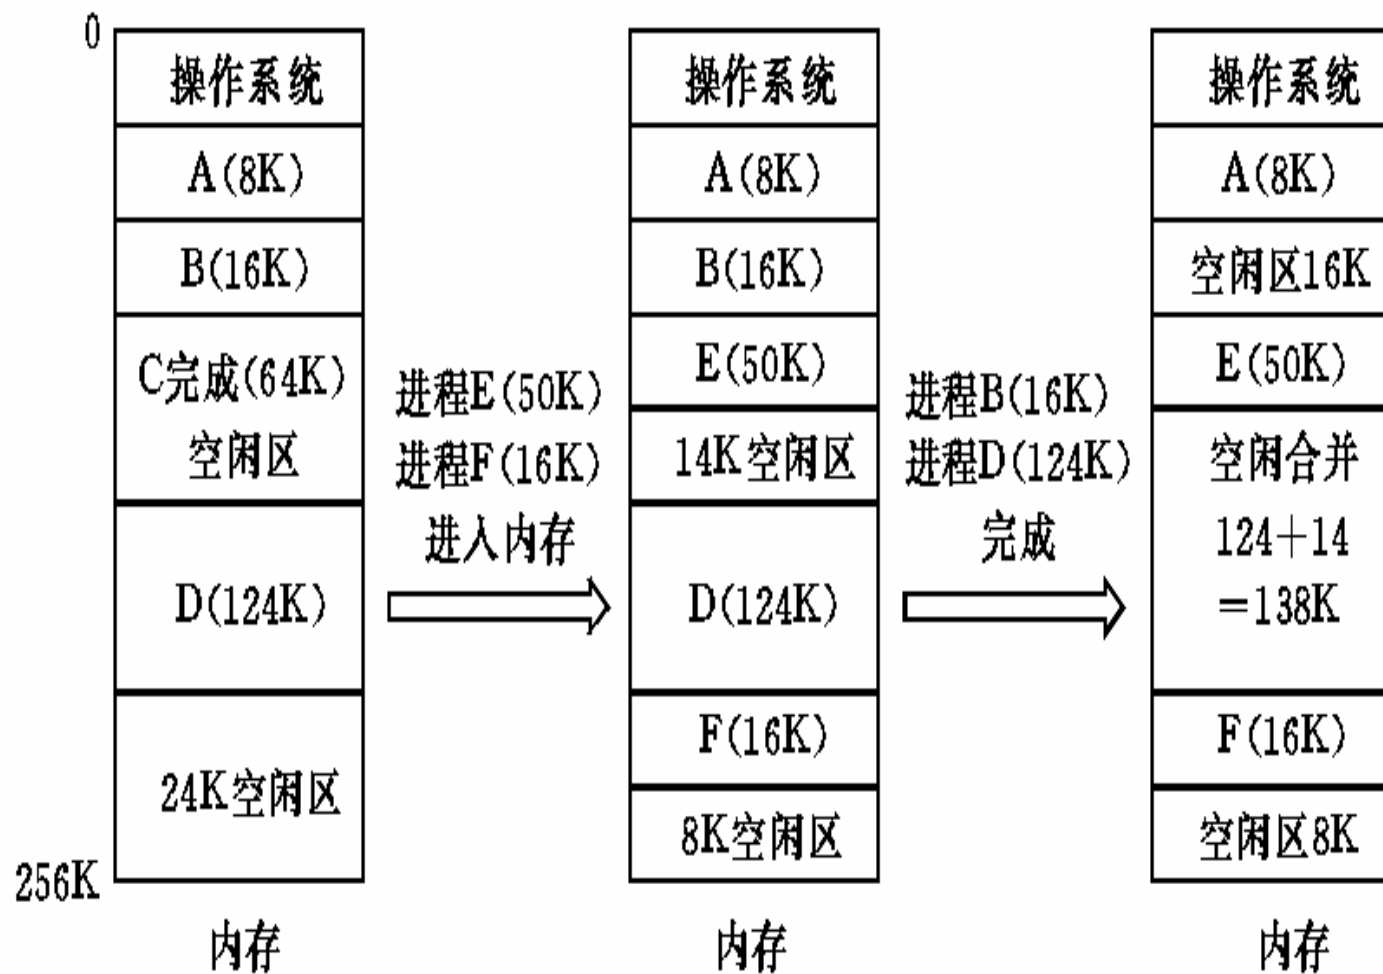 0
操作系统
A(8K)
B(16K)
C完成(64K)
空闲区
D(124K)
24K空闲区
256K
内存
进程E(50K)
进程F(16K)
进入内存
操作系统
A(8K)
B(16K)
E(50K)
14K空闲区
D(124K)
F(16K)
8K空闲区
内存
进程B(16K)
进程D(124K)
完成
操作系统
A(8K)
空闲区16K
E(50K)
空闲合并
124+14
=138K
F(16K)
空闲区8K
内存